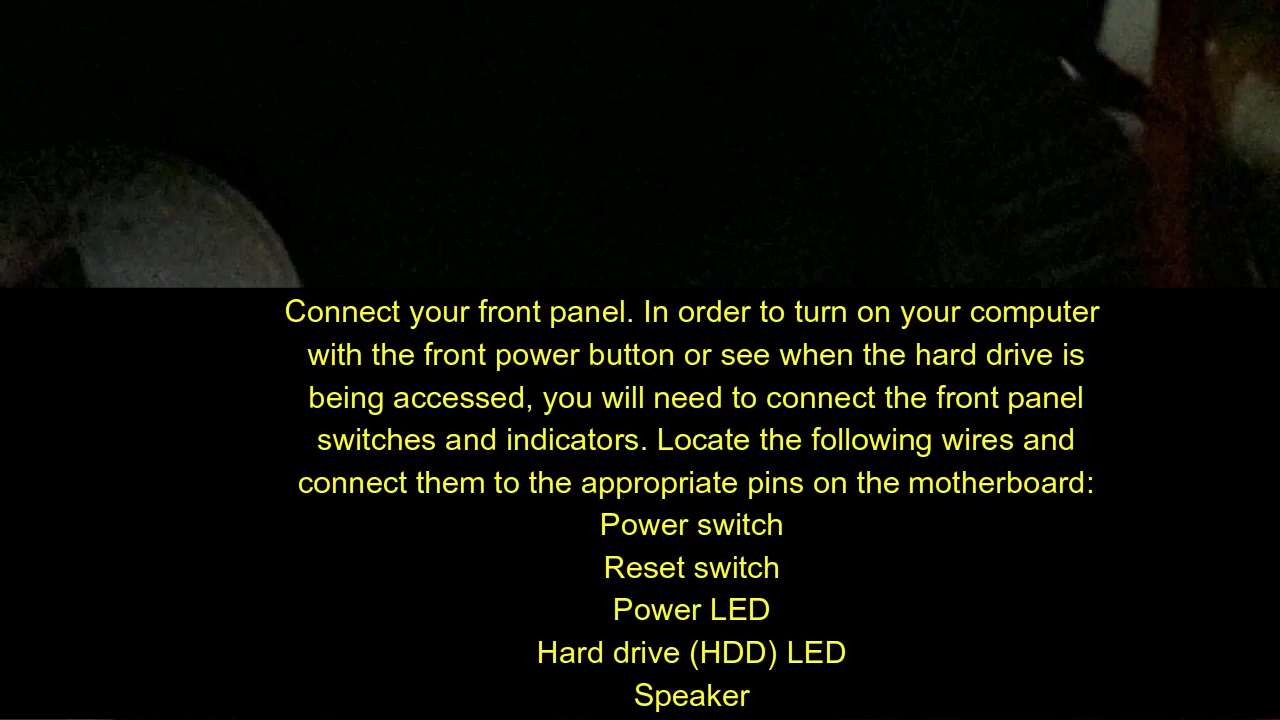 Connect your front panel. In order to turn on your computer
with the front power button or see when the hard drive is
being accessed, you will need to connect the front panel
switches and indicators. Locate the following wires and
connect them to the appropriate pins on the motherboard:
Power switch
Reset switch
Power LED
Hard drive (HDD) LED
Speaker